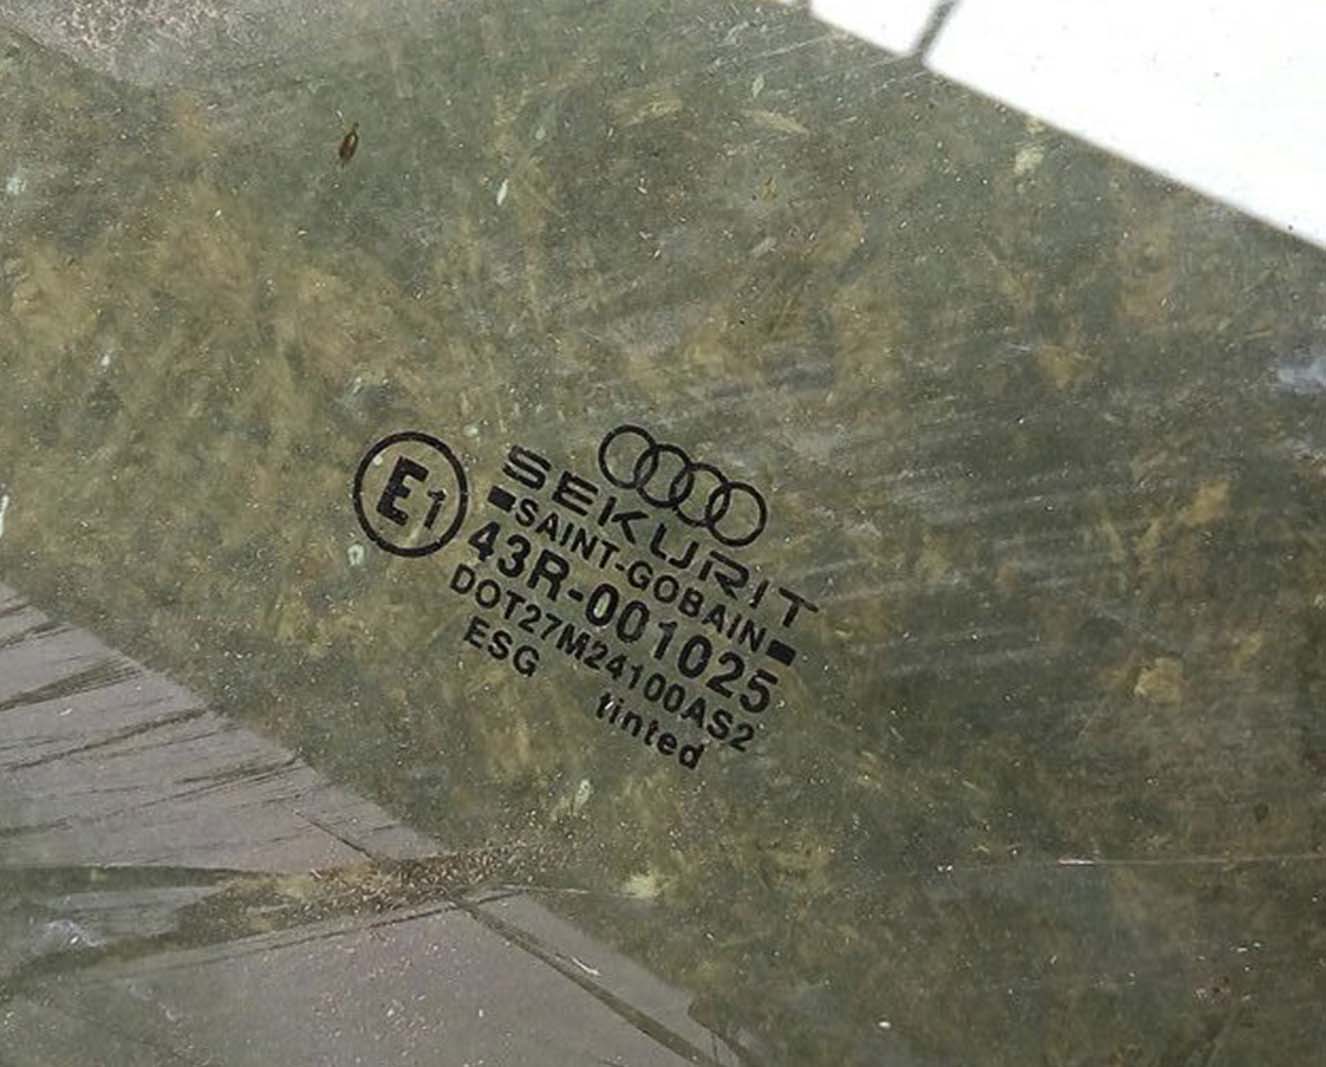 E1
SEKURIT
SAINT-GOBAIN
43R-001025
DOT27M24100AS2
ESG
tinted